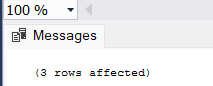 100 %
Messages
(3 rows affected)